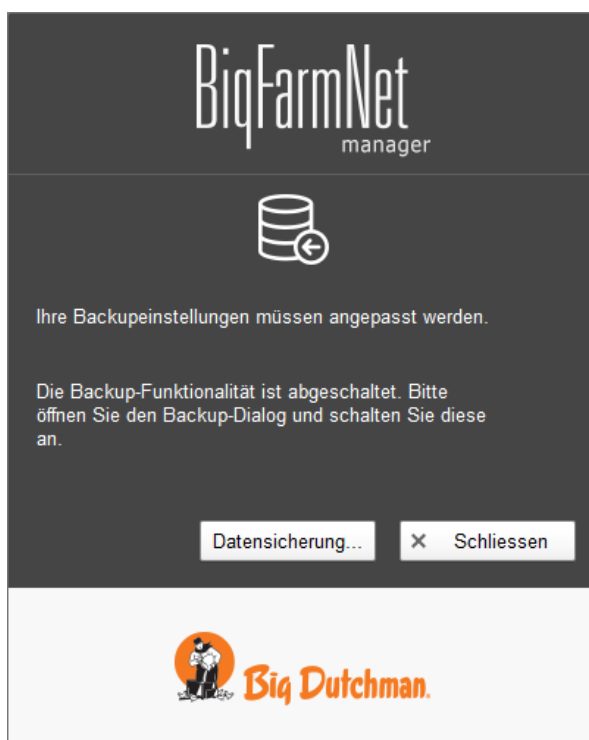 BigFarmNet
manager
Ihre Backupeinstellungen müssen angepasst werden.
Die Backup-Funktionalität ist abgeschaltet. Bitte
öffnen Sie den Backup-Dialog und schalten Sie diese
an.
Datensicherung...
× Schliessen
Big Dutchman.